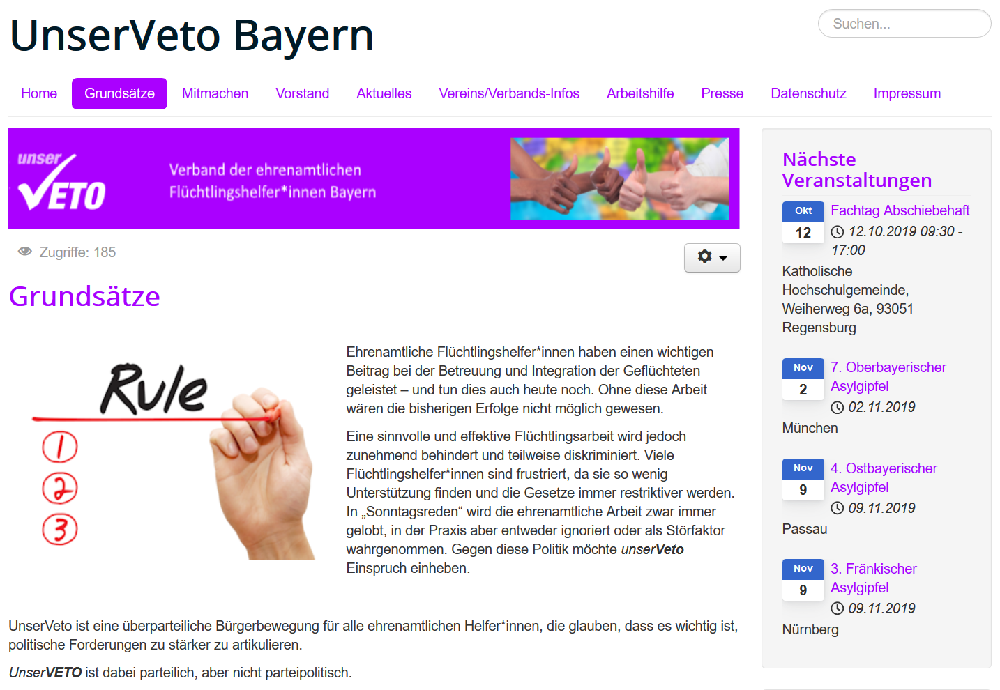 UnserVeto Bayern
Suchen...
Home
Grundsätze
Mitmachen
Vorstand
Aktuelles
Vereins/Verbands-Infos
Arbeitshilfe
Presse
Datenschutz
Impressum
unser
VETO
Verband der ehrenamtlichen
Flüchtlingshelfer*innen Bayern
Zugriffe: 185
Grundsätze
Rule
1
2
3
Ehrenamtliche Flüchtlingshelfer*innen haben einen wichtigen
Beitrag bei der Betreuung und Integration der Geflüchteten
geleistet – und tun dies auch heute noch. Ohne diese Arbeit
wären die bisherigen Erfolge nicht möglich gewesen.
Eine sinnvolle und effektive Flüchtlingsarbeit wird jedoch
zunehmend behindert und teilweise diskriminiert. Viele
Flüchtlingshelfer*innen sind frustriert, da sie so wenig
Unterstützung finden und die Gesetze immer restriktiver werden.
In „Sonntagsreden“ wird die ehrenamtliche Arbeit zwar immer
gelobt, in der Praxis aber entweder ignoriert oder als Störfaktor
wahrgenommen. Gegen diese Politik möchte unserVeto
Einspruch einheben.
UnserVeto ist eine überparteiliche Bürgerbewegung für alle ehrenamtlichen Helfer*innen, die glauben, dass es wichtig ist,
politische Forderungen zu stärker zu artikulieren.
UnserVETO ist dabei parteilich, aber nicht parteipolitisch.
Nächste
Veranstaltungen
Okt
12
Fachtag Abschiebehaft
12.10.2019 09:30 -
17:00
Katholische
Hochschulgemeinde,
Weiherweg 6a, 93051
Regensburg
Nov
2
7. Oberbayerischer
Asylgipfel
02.11.2019
München
Nov
9
4. Ostbayerischer
Asylgipfel
09.11.2019
Passau
Nov
9
3. Fränkischer
Asylgipfel
09.11.2019
Nürnberg